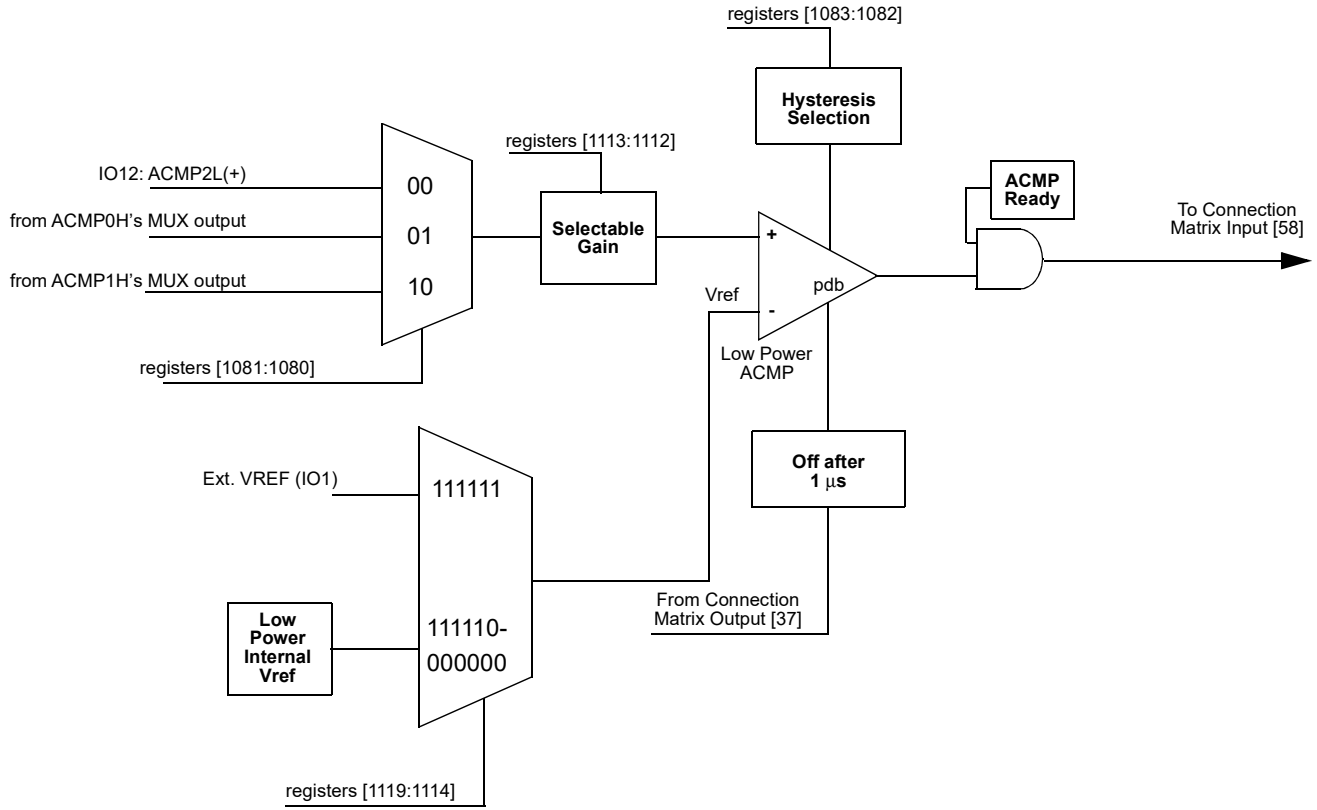 registers [1083:1082]
Hysteresis
Selection
registers [1113:1112]
IO12: ACMP2L(+)
00
from ACMP0H's MUX output
01
from ACMP1H's MUX output
10
Selectable
Gain
registers [1081:1080]
+
-
pdb
Vref
Low Power
ACMP
ACMP
Ready
To Connection
Matrix Input [58]
Off after
1 μs
From Connection
Matrix Output [37]
Ext. VREF (IO1)
111111
Low
Power
Internal
Vref
111110-
000000
registers [1119:1114]